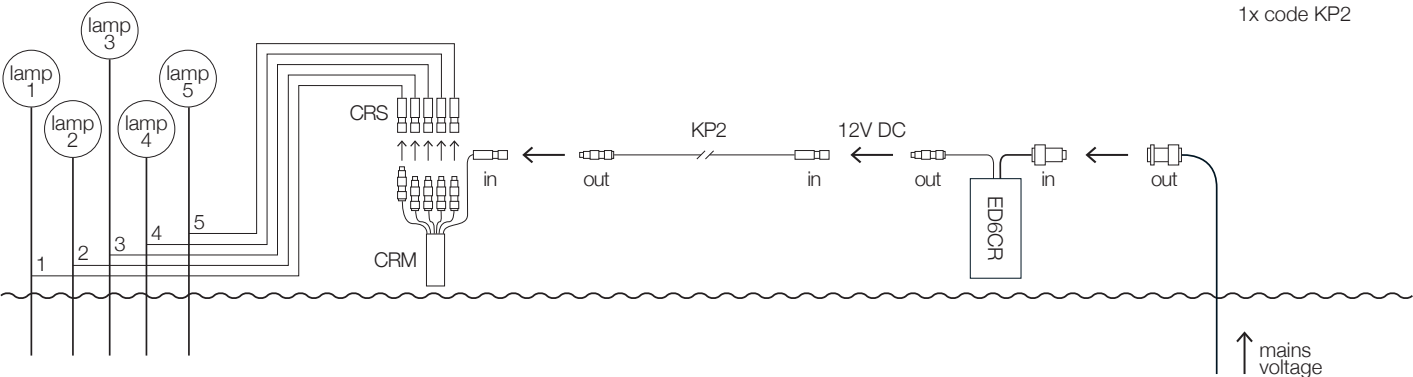 1x code KP2
lamp
3
lamp
1
lamp
5
lamp
2
lamp
4
CRS
KP2
12V DC
in
out
in
out
in
out
ED6CR
5
4
3
2
1
CRM
mains
voltage